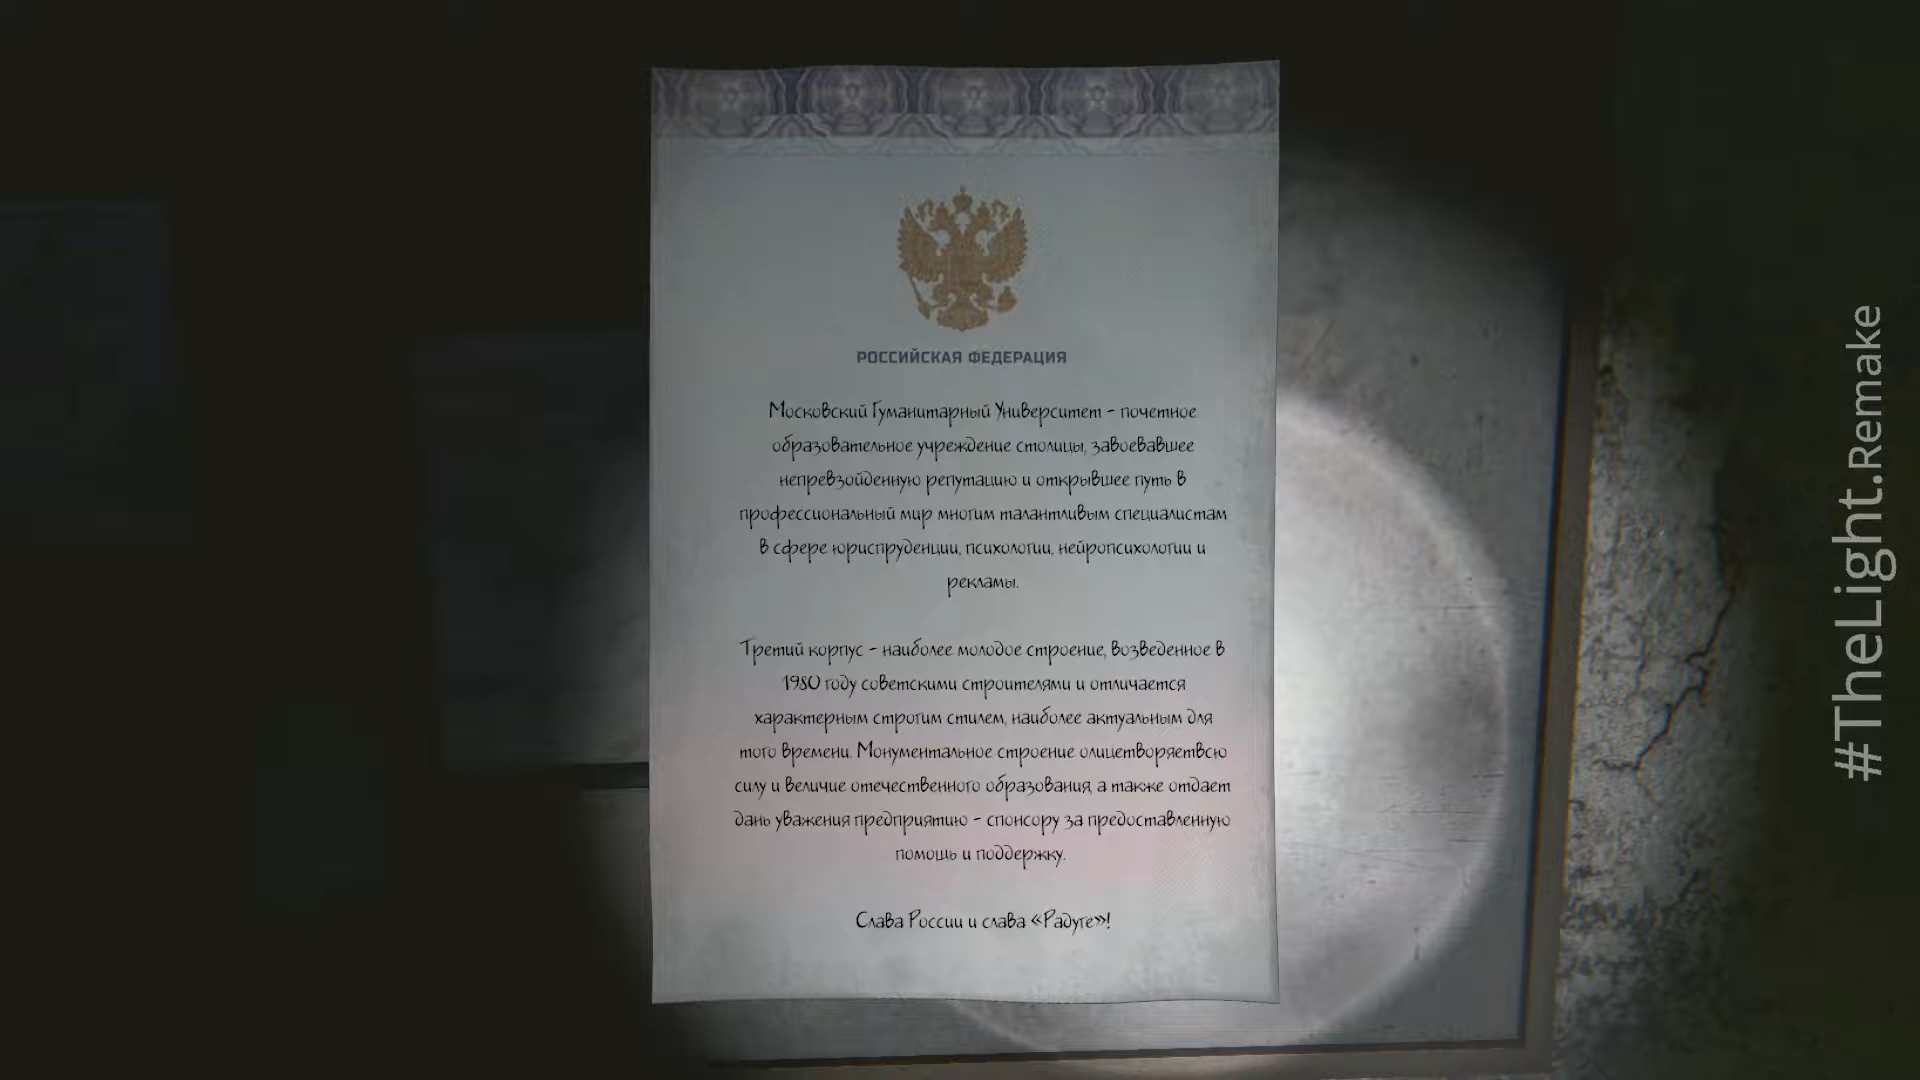 РОССИЙСКАЯ ФЕДЕРАЦИЯ
Московский Гуманитарный Университет - почетное
образовательное учреждение столицы, завоевавшее
непревзойденную репутацию и открывшее путь в
профессиональный мир многим талантливым специалистам
в сфере юриспруденции, психологии, нейропсихологии и
рекламы.
Третий корпус - наиболее молодое строение, возведенное в
1980 году советскими строителями и отличается
характерным строгим стилем, наиболее актуальным для
того времени. Монументальное строение олицетворяетвсю
силу и величие отечественного образования, а также отдает
дань уважения предприятию - спонсору за предоставленную
помощь и поддержку.
Слава России и слава «Радуге»!
#TheLight.Remake